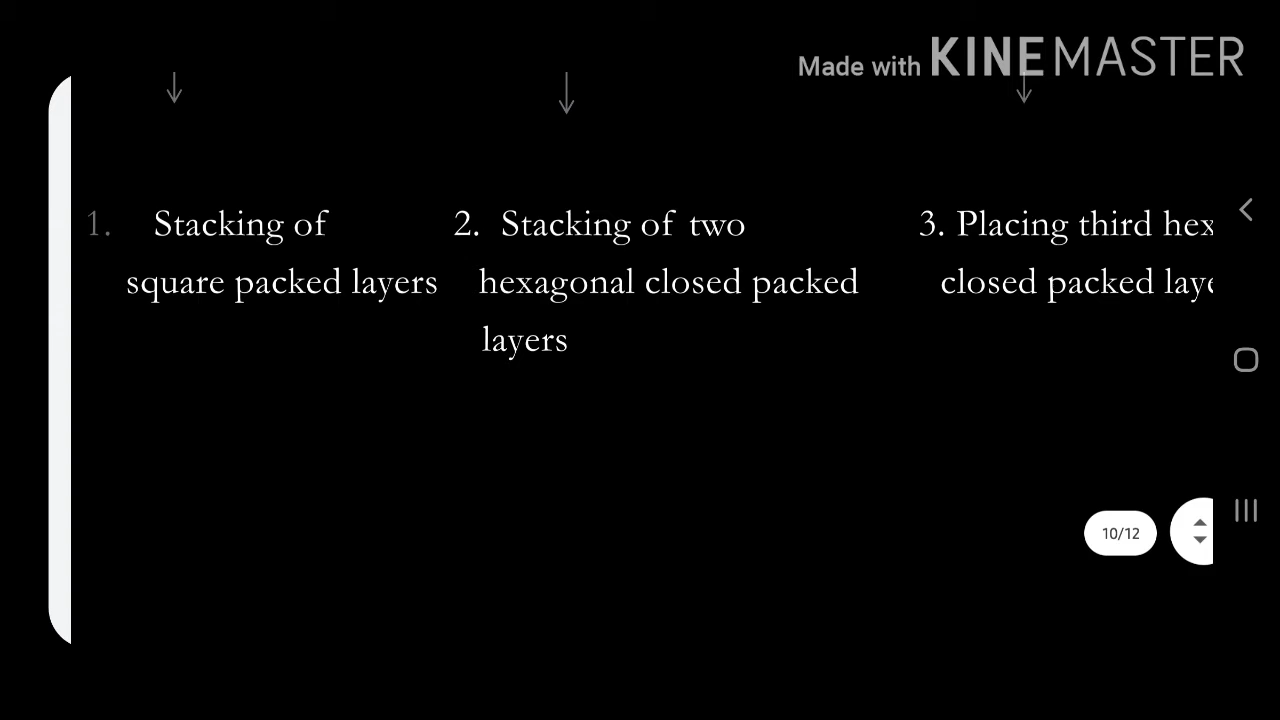 Made with KINEMASTER
1. Stacking of
square packed layers
2. Stacking of two
hexagonal closed packed
layers
3. Placing third hex
closed packed laye
10/12